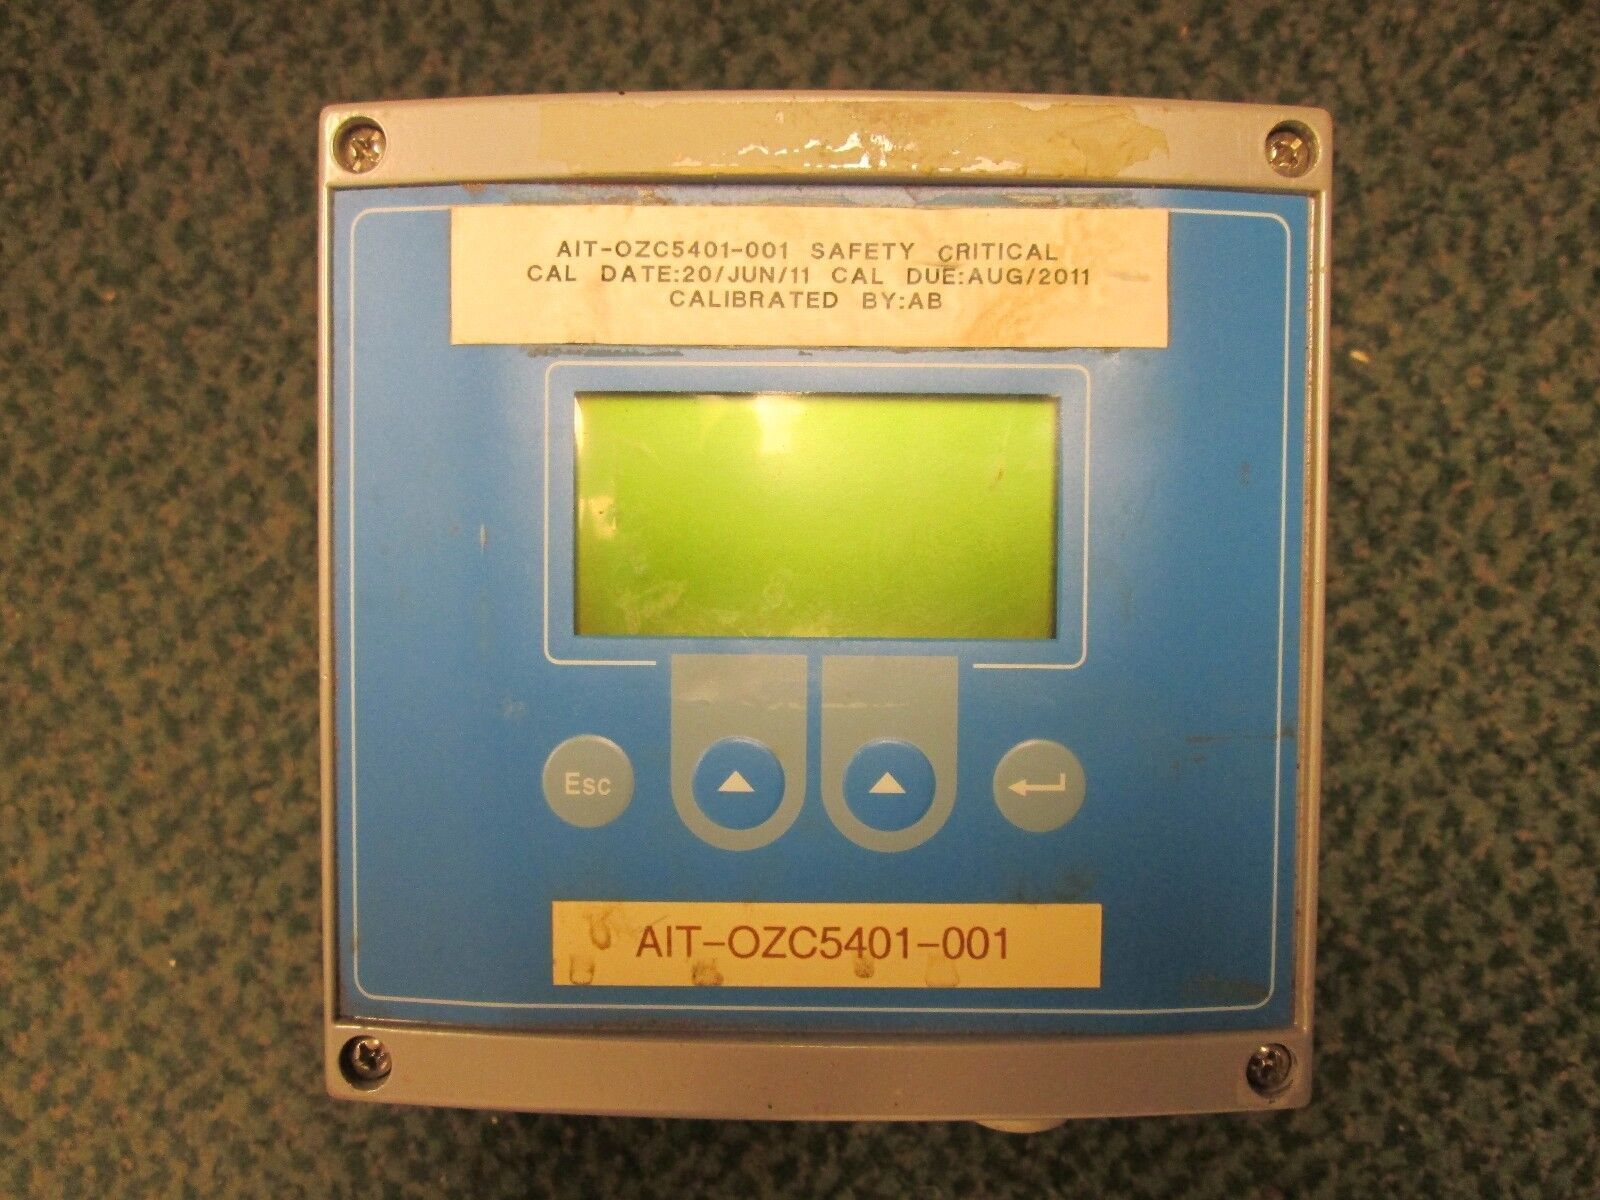 AIT-OZC5401-001 SAFETY CRITICAL
CAL DATE:20/JUN/11 CAL DUE:AUG/2011
CALIBRATED BY:AB
Esc
AIT-OZC5401-001